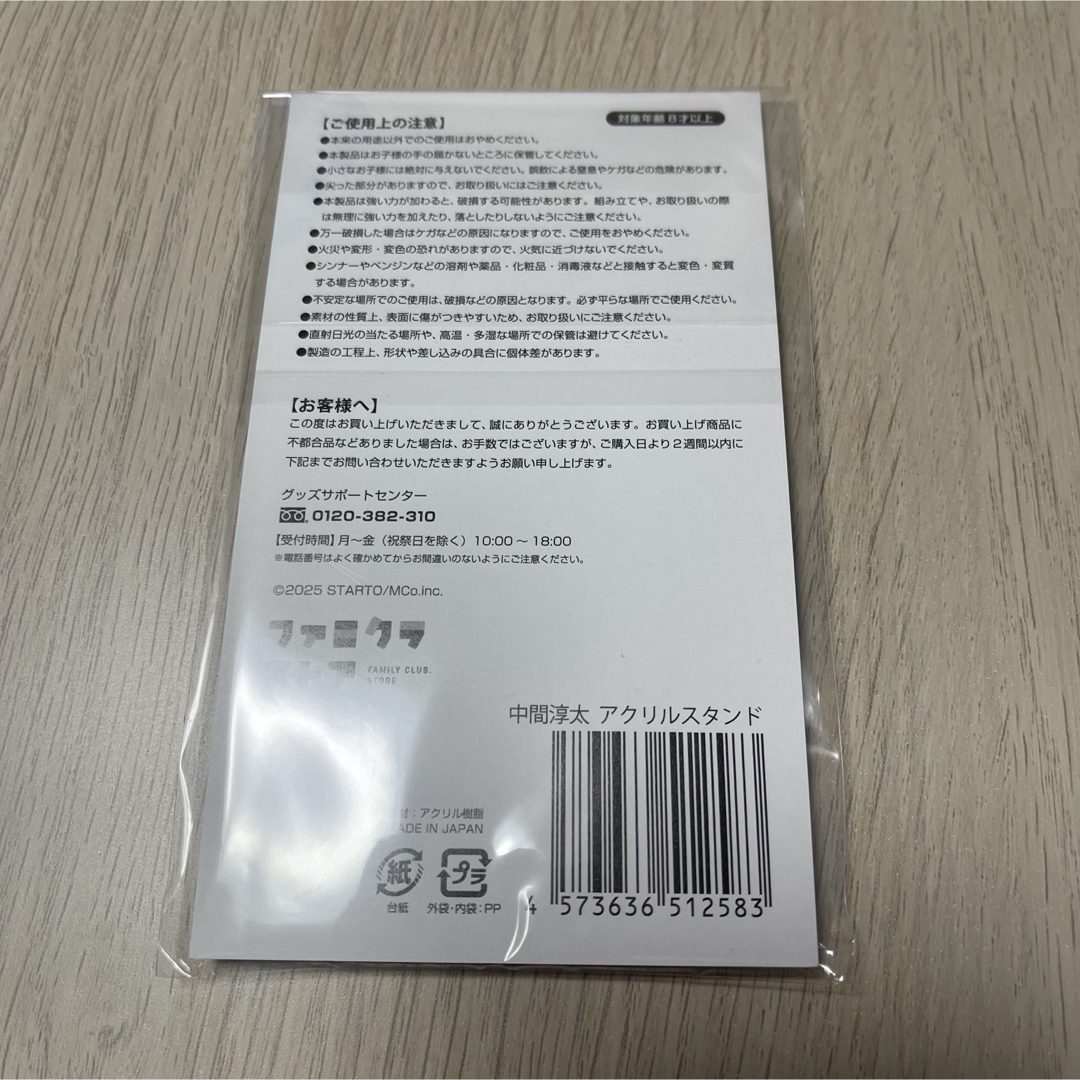 【ご使用上の注意】
対象年齢 8才以上
●本来の用途以外でのご使用はおやめください。
●本製品はお子様の手の届かないところに保管してください。
●小さなお子様には絶対に与えないでください。誤飲による窒息やケガなどの危険があります。
●尖った部分がありますので、お取り扱いにはご注意ください。
●本製品は強い力が加わると、破損する可能性があります。組み立てや、お取り扱いの際
は無理に強い力を加えたり、落としたりしないようにご注意ください。
●万一破損した場合はケガなどの原因になりますので、ご使用をおやめください。
●火災や変形・変色の恐れがありますので、火気に近づけないでください。
●シンナーやベンジンなどの溶剤や薬品・化粧品・消毒液などと接触すると変色・変質
する場合があります。
●不安定な場所でのご使用は、破損などの原因となります。必ず平らな場所でご使用ください。
●素材の性質上、表面に傷がつきやすいため、お取り扱いにご注意ください。
●直射日光の当たる場所や、高温・多湿な場所での保管は避けてください。
●製造の工程上、形状や差し込みの具合に個体差があります。
【お客様へ】
この度はお買い上げいただきまして、誠にありがとうございます。お買い上げ商品に
不都合品などありました場合は、お手数ではございますが、ご購入日より2週間以内に
下記までお問い合わせいただきますようお願い申し上げます。
グッズサポートセンター
0120-382-310
【受付時間】月〜金（祝祭日を除く）10:00 〜 18:00
※電話番号はよく確かめてからお間違いのないようにご注意ください。
©2025 STARTO/MCo.inc.
ファミクラ
FAMILY CLUB.
STORE
中間淳太 アクリルスタンド
材：アクリル樹脂
ADE IN JAPAN
紙
プラ
台紙
外袋・内袋：PP
4 573636 512583